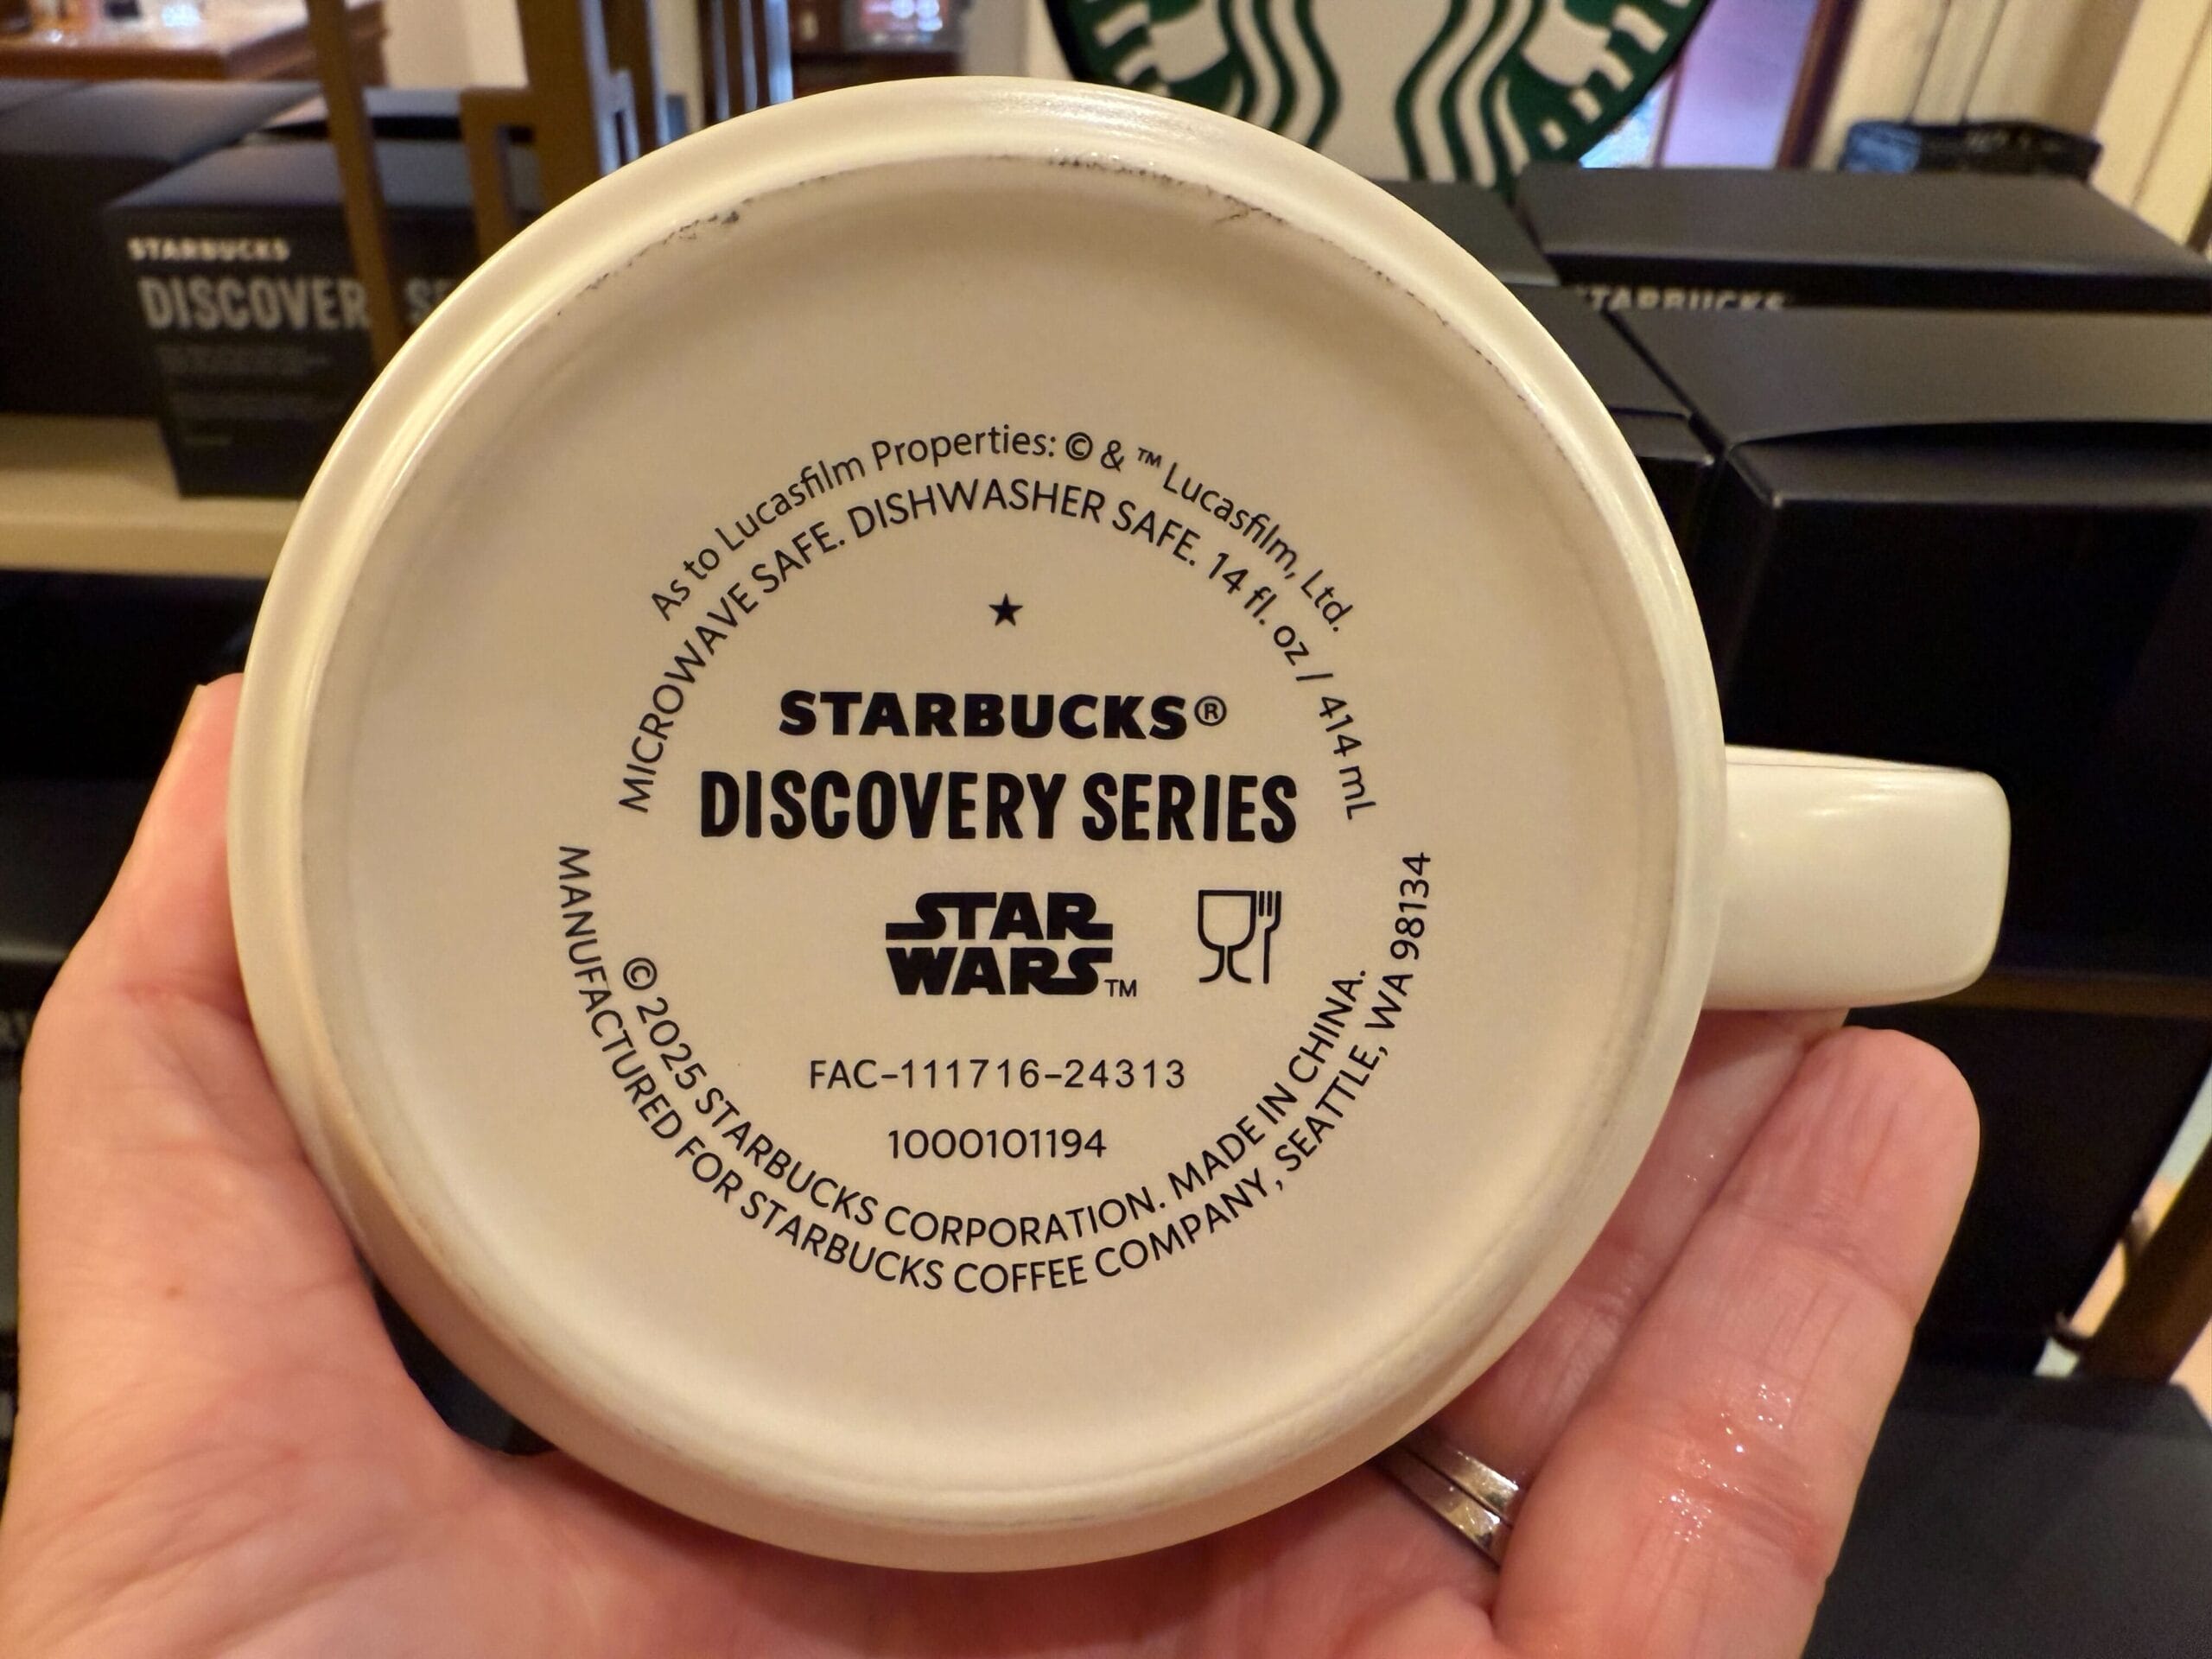 As to Lucasfilm Properties: © & ™ Lucasfilm, Ltd.
MICROWAVE SAFE. DISHWASHER SAFE. 14 fl. oz / 414 mL
★
STARBUCKS®
DISCOVERY SERIES
STAR
WARS™
FAC-111716-24313
1000101194
©2025 STARBUCKS CORPORATION. MADE IN CHINA.
MANUFACTURED FOR STARBUCKS COFFEE COMPANY, SEATTLE, WA 98134
STARBUCKS
DISCOVER SE
STARBUCKS